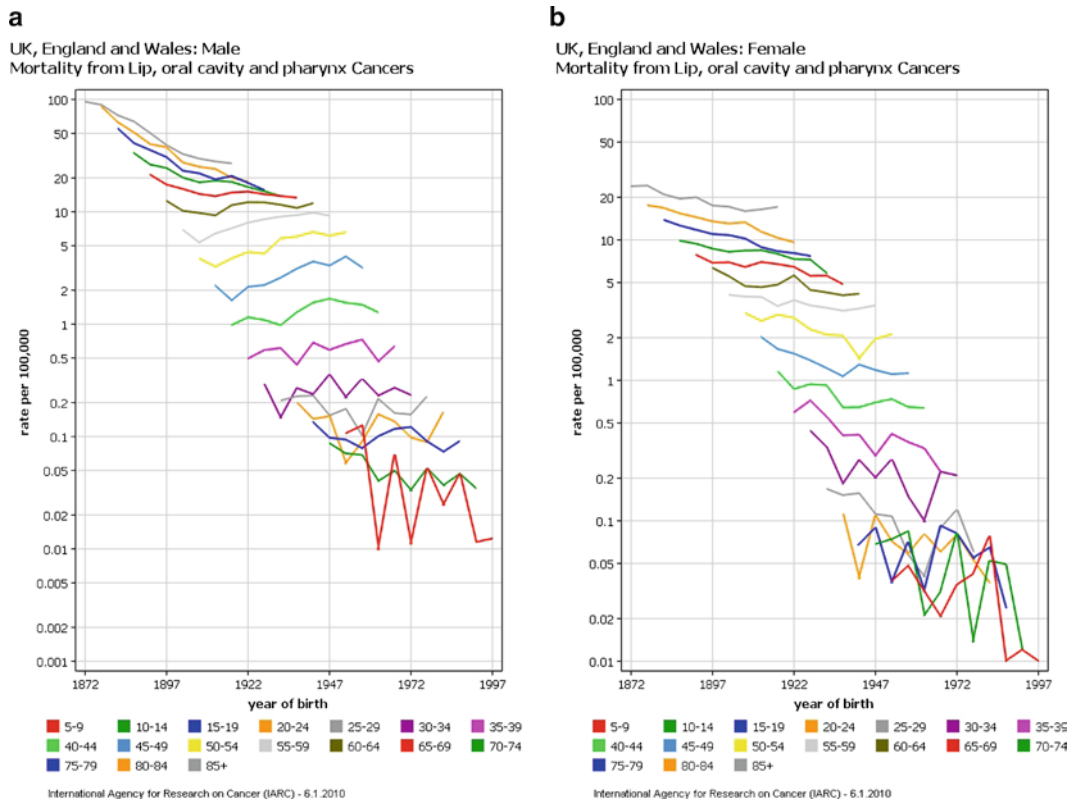 a
UK, England and Wales: Male
Mortality from Lip, oral cavity and pharynx Cancers
100
50
20
10
5
2
1
0.5
0.2
0.1
0.05
0.02
0.01
0.005
0.002
0.001
rate per 100,000
1872 1897 1922 1947 1972 1997
year of birth
5-9 10-14 15-19 20-24 25-29 30-34 35-39
40-44 45-49 50-54 55-59 60-64 65-69 70-74
75-79 80-84 85+
International Agency for Research on Cancer (IARC) - 6.1.2010
b
UK, England and Wales: Female
Mortality from Lip, oral cavity and pharynx Cancers
100
50
20
10
5
2
1
0.5
0.2
0.1
0.05
0.02
0.01
rate per 100,000
1872 1897 1922 1947 1972 1997
year of birth
5-9 10-14 15-19 20-24 25-29 30-34 35-39
40-44 45-49 50-54 55-59 60-64 65-69 70-74
75-79 80-84 85+
International Agency for Research on Cancer (IARC) - 6.1.2010